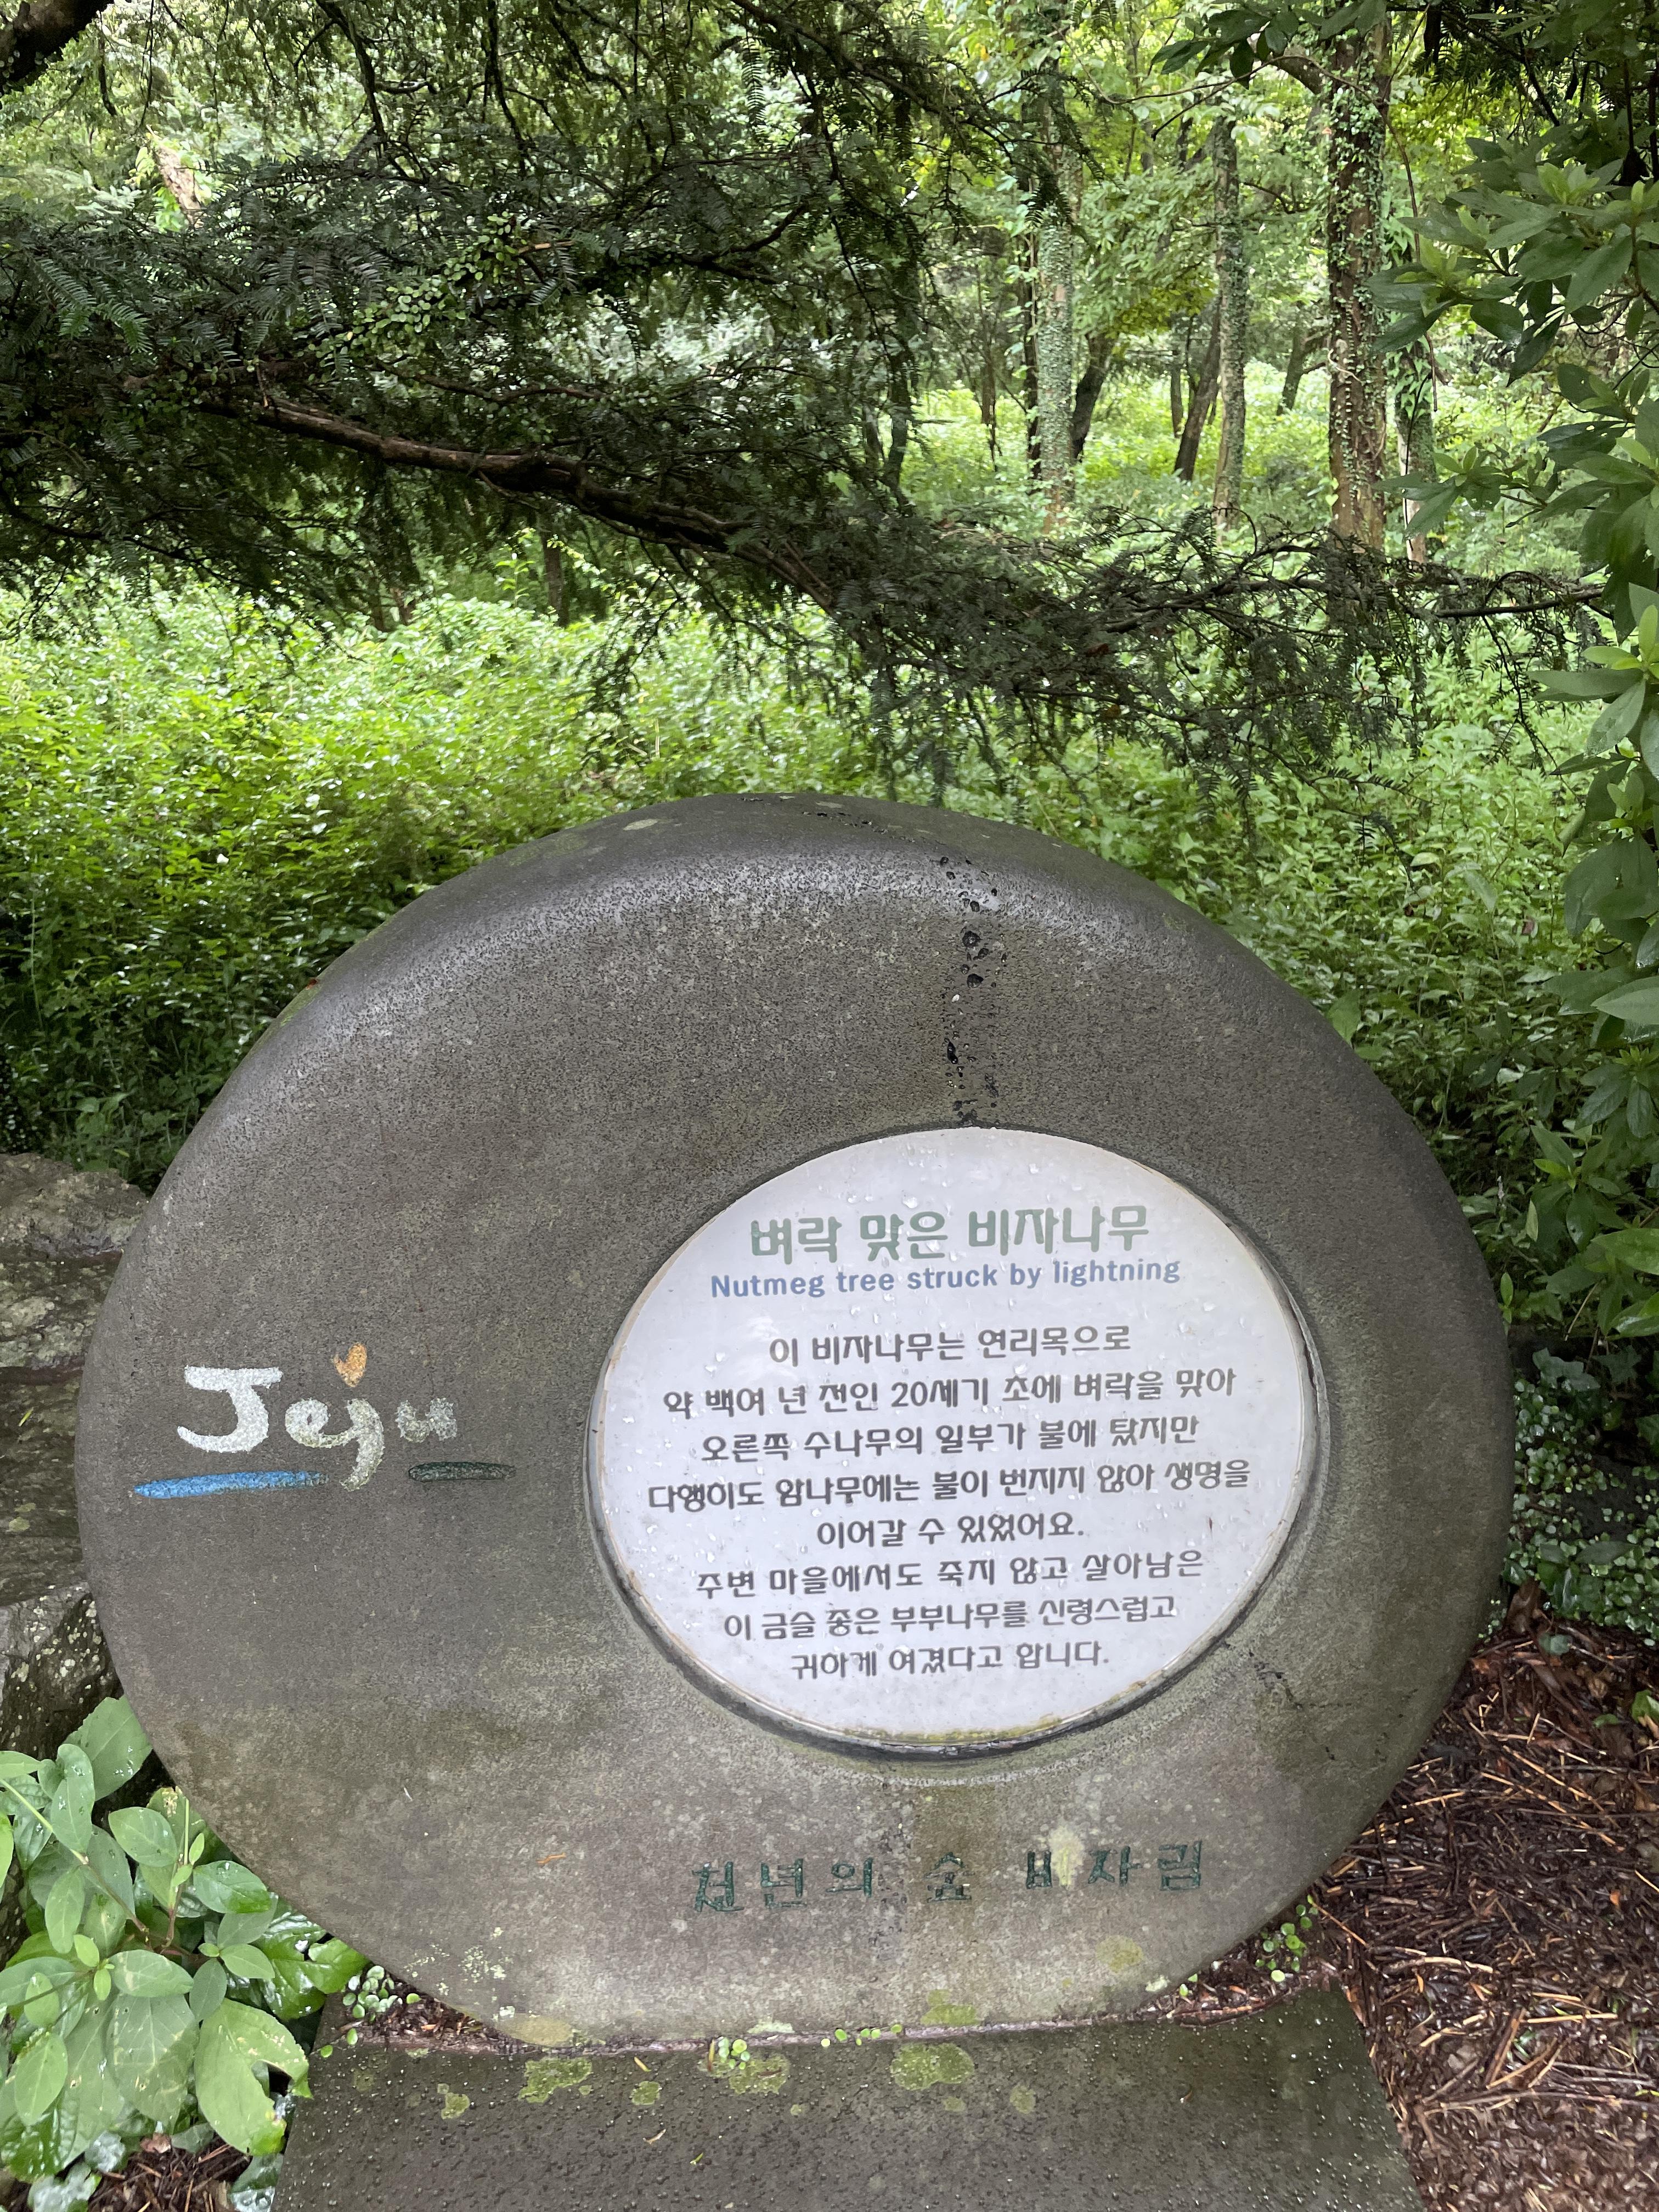 벼락 맞은 비자나무
Nutmeg tree struck by lightning
이 비자나무는 연리목으로
약 백여 년 전인 20세기 초에 벼락을 맞아
오른쪽 수나무의 일부가 불에 탔지만
다행히도 암나무에는 불이 번지지 않아 생명을
이어갈 수 있었어요.
주변 마을에서도 죽지 않고 살아남은
이 금슬 좋은 부부나무를 신령스럽고
귀하게 여겼다고 합니다.
Jeju
천년의 숲 비자림